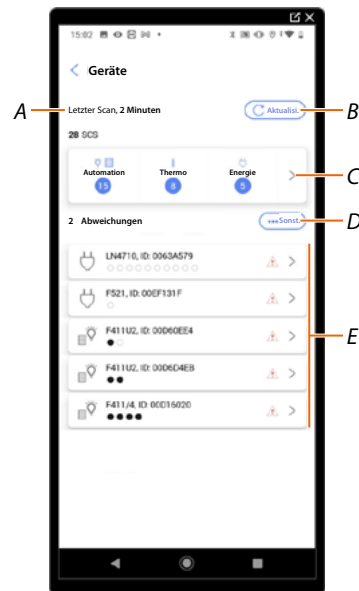 15:02
Geräte
A
Letzter Scan, 2 Minuten
Aktualisi.
B
28 SCS
Automation
Thermo
Energie
15
8
5
C
2 Abweichungen
Sonst.
D
LN4710, ID: 0063A579
F521, ID: 00EF131F
F411U2, ID: 00D60EE4
E
F411U2, ID: 00D6D4EB
F411/4, ID: 00D16020